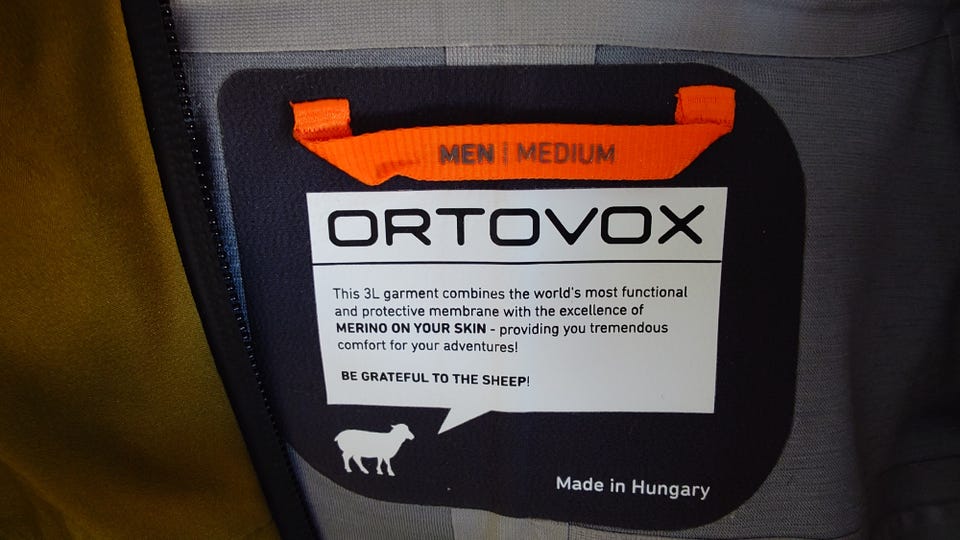 MEN | MEDIUM
ORTOVOX
This 3L garment combines the world's most functional
and protective membrane with the excellence of
MERINO ON YOUR SKIN - providing you tremendous
comfort for your adventures!
BE GRATEFUL TO THE SHEEP!
Made in Hungary